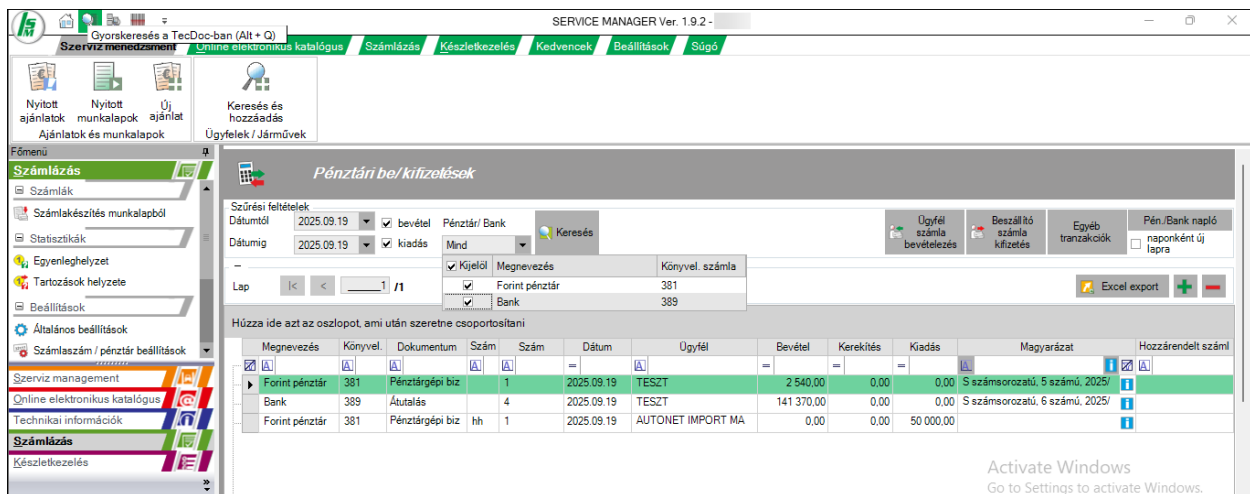 SERVICE MANAGER Ver. 1.9.2 -
Gyorskeresés a TecDoc-ban (Alt + Q)
Szerviz menedzsment Online elektronikus katalógus Számlázás Készletkezelés Kedvencek Beállítások Súgó
Nyitott ajánlatok
Nyitott munkalapok
Új ajánlat
Keresés és hozzáadás
Ajánlatok és munkalapok
Ügyfelek / Járművek
Főmenü
Számlázás
Számlák
Számlakészítés munkalapból
Statisztikák
Egyenleghelyzet
Tartozások helyzete
Beállítások
Általános beállítások
Számlaszám / pénztár beállítások
Szerviz management
Online elektronikus katalógus
Technikai információk
Számlázás
Készletkezelés
Pénztári be/kifizetések
Szűrési feltételek
Dátumtól 2025.09.19 bevétel Pénztár/ Bank
Dátumig 2025.09.19 kiadás Mind
Keresés
Ügyfél számla bevételezés
Beszállító számla kifizetés
Egyéb tranzakciók
Pén./Bank napló
naponként új lapra
Kijelöl Megnevezés Könyvel. számla
Forint pénztár 381
Bank 389
Lap 1 /1
Excel export
Húzza ide azt az oszlopot, ami után szeretne csoportosítani
Megnevezés Könyvel. Dokumentum Szám Szám Dátum Ügyfél Bevétel Kerekítés Kiadás Magyarázat Hozzárendelt száml
Forint pénztár 381 Pénztárgépi biz 1 2025.09.19 TESZT 2 540,00 0,00 0,00 S számsorozatú, 5 számú, 2025/
Bank 389 Átutalás 4 2025.09.19 TESZT 141 370,00 0,00 0,00 S számsorozatú, 6 számú, 2025/
Forint pénztár 381 Pénztárgépi biz hh 1 2025.09.19 AUTONET IMPORT MA 0,00 0,00 50 000,00
Activate Windows
Go to Settings to activate Windows.